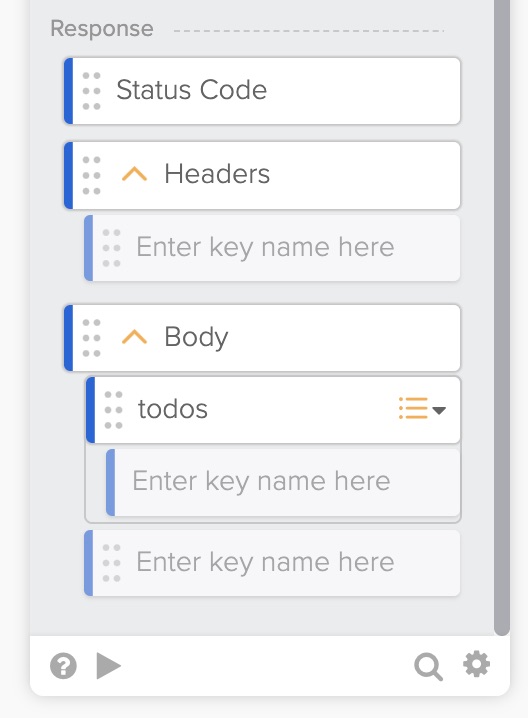 Response
Status Code
Headers
Enter key name here
Body
todos
Enter key name here
Enter key name here